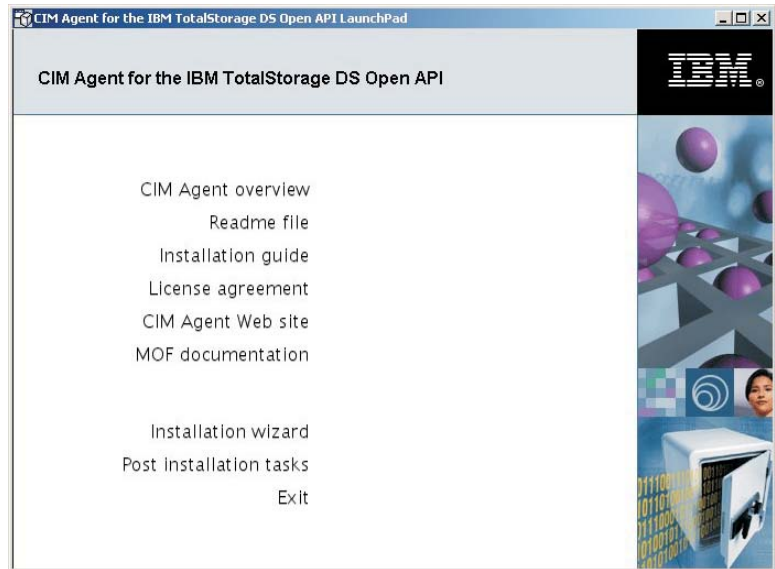 CIM Agent for the IBM TotalStorage DS Open API LaunchPad
CIM Agent for the IBM TotalStorage DS Open API
IBM®
CIM Agent overview
Readme file
Installation guide
License agreement
CIM Agent Web site
MOF documentation
Installation wizard
Post installation tasks
Exit